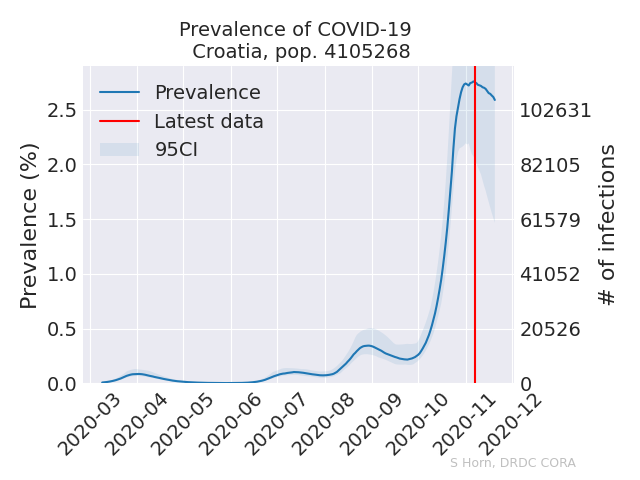 Prevalence of COVID-19
Croatia, pop. 4105268
Prevalence
Latest data
95CI
Prevalence (%)
2.5
2.0
1.5
1.0
0.5
0.0
102631
82105
61579
41052
20526
0
# of infections
2020-03
2020-04
2020-05
2020-06
2020-07
2020-08
2020-09
2020-10
2020-11
2020-12
S Horn, DRDC CORA